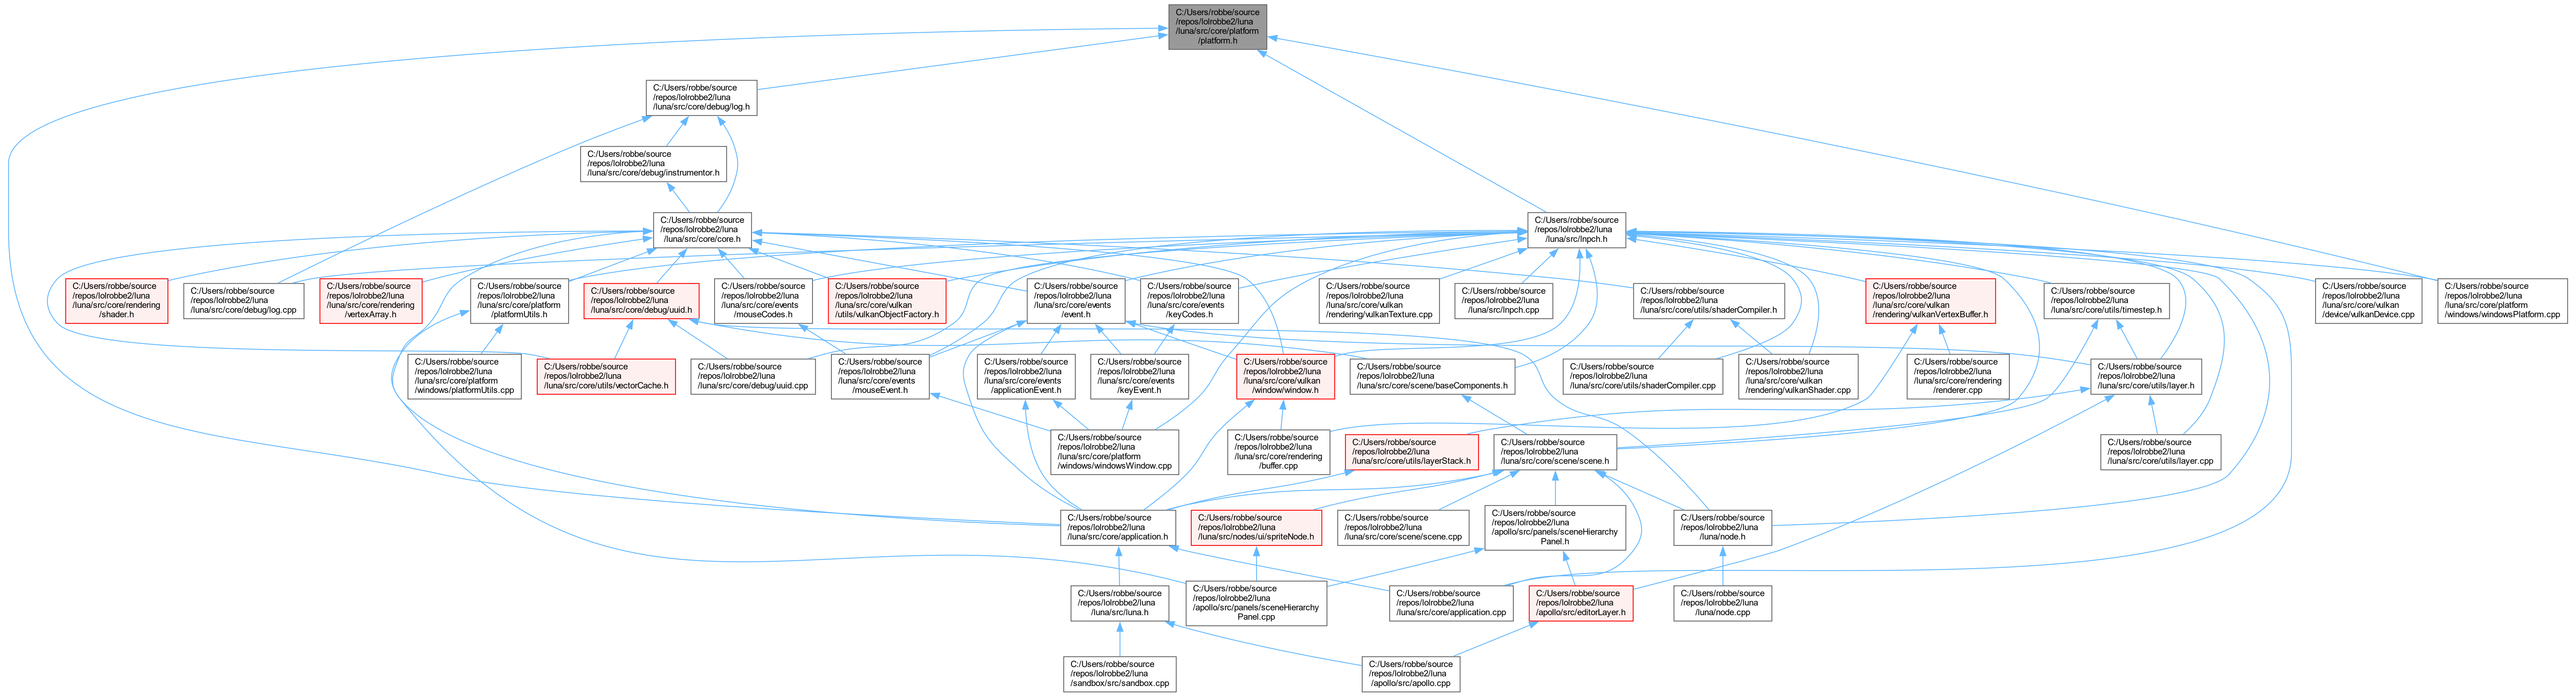 C:/Users/robbe/source
/repos/lolrobbe2/luna
/luna/src/core/platform
/platform.h
C:/Users/robbe/source
/repos/lolrobbe2/luna
/luna/src/core/debug/log.h
C:/Users/robbe/source
/repos/lolrobbe2/luna
/luna/src/core/debug/instrumentor.h
C:/Users/robbe/source
/repos/lolrobbe2/luna
/luna/src/core/core.h
C:/Users/robbe/source
/repos/lolrobbe2/luna
/luna/src/lnpch.h
C:/Users/robbe/source
/repos/lolrobbe2/luna
/luna/src/core/rendering
/shader.h
C:/Users/robbe/source
/repos/lolrobbe2/luna
/luna/src/core/debug/log.cpp
C:/Users/robbe/source
/repos/lolrobbe2/luna
/luna/src/core/rendering
/vertexArray.h
C:/Users/robbe/source
/repos/lolrobbe2/luna
/luna/src/core/platform
/platformUtils.h
C:/Users/robbe/source
/repos/lolrobbe2/luna
/luna/src/core/debug/uuid.h
C:/Users/robbe/source
/repos/lolrobbe2/luna
/luna/src/core/events
/mouseCodes.h
C:/Users/robbe/source
/repos/lolrobbe2/luna
/luna/src/core/vulkan
/utils/vulkanObjectFactory.h
C:/Users/robbe/source
/repos/lolrobbe2/luna
/luna/src/core/events
/event.h
C:/Users/robbe/source
/repos/lolrobbe2/luna
/luna/src/core/events
/keyCodes.h
C:/Users/robbe/source
/repos/lolrobbe2/luna
/luna/src/core/vulkan
/rendering/vulkanTexture.cpp
C:/Users/robbe/source
/repos/lolrobbe2/luna
/luna/src/lnpch.cpp
C:/Users/robbe/source
/repos/lolrobbe2/luna
/luna/src/core/utils/shaderCompiler.h
C:/Users/robbe/source
/repos/lolrobbe2/luna
/luna/src/core/vulkan
/rendering/vulkanVertexBuffer.h
C:/Users/robbe/source
/repos/lolrobbe2/luna
/luna/src/core/utils/timestep.h
C:/Users/robbe/source
/repos/lolrobbe2/luna
/luna/src/core/vulkan
/device/vulkanDevice.cpp
C:/Users/robbe/source
/repos/lolrobbe2/luna
/luna/src/core/platform
/windows/windowsPlatform.cpp
C:/Users/robbe/source
/repos/lolrobbe2/luna
/luna/src/core/platform
/windows/platformUtils.cpp
C:/Users/robbe/source
/repos/lolrobbe2/luna
/luna/src/core/utils/vectorCache.h
C:/Users/robbe/source
/repos/lolrobbe2/luna
/luna/src/core/debug/uuid.cpp
C:/Users/robbe/source
/repos/lolrobbe2/luna
/luna/src/core/events
/mouseEvent.h
C:/Users/robbe/source
/repos/lolrobbe2/luna
/luna/src/core/events
/applicationEvent.h
C:/Users/robbe/source
/repos/lolrobbe2/luna
/luna/src/core/events
/keyEvent.h
C:/Users/robbe/source
/repos/lolrobbe2/luna
/luna/src/core/vulkan
/window/window.h
C:/Users/robbe/source
/repos/lolrobbe2/luna
/luna/src/core/scene/baseComponents.h
C:/Users/robbe/source
/repos/lolrobbe2/luna
/luna/src/core/utils/shaderCompiler.cpp
C:/Users/robbe/source
/repos/lolrobbe2/luna
/luna/src/core/vulkan
/rendering/vulkanShader.cpp
C:/Users/robbe/source
/repos/lolrobbe2/luna
/luna/src/core/rendering
/renderer.cpp
C:/Users/robbe/source
/repos/lolrobbe2/luna
/luna/src/core/utils/layer.h
C:/Users/robbe/source
/repos/lolrobbe2/luna
/luna/src/core/platform
/windows/windowsWindow.cpp
C:/Users/robbe/source
/repos/lolrobbe2/luna
/luna/src/core/rendering
/buffer.cpp
C:/Users/robbe/source
/repos/lolrobbe2/luna
/luna/src/core/utils/layerStack.h
C:/Users/robbe/source
/repos/lolrobbe2/luna
/luna/src/core/scene/scene.h
C:/Users/robbe/source
/repos/lolrobbe2/luna
/luna/src/core/utils/layer.cpp
C:/Users/robbe/source
/repos/lolrobbe2/luna
/luna/src/core/application.h
C:/Users/robbe/source
/repos/lolrobbe2/luna
/luna/src/nodes/ui/spriteNode.h
C:/Users/robbe/source
/repos/lolrobbe2/luna
/luna/src/core/scene/scene.cpp
C:/Users/robbe/source
/repos/lolrobbe2/luna
/apollo/src/panels/sceneHierarchy
Panel.h
C:/Users/robbe/source
/repos/lolrobbe2/luna
/luna/node.h
C:/Users/robbe/source
/repos/lolrobbe2/luna
/luna/src/luna.h
C:/Users/robbe/source
/repos/lolrobbe2/luna
/apollo/src/panels/sceneHierarchy
Panel.cpp
C:/Users/robbe/source
/repos/lolrobbe2/luna
/luna/src/core/application.cpp
C:/Users/robbe/source
/repos/lolrobbe2/luna
/apollo/src/editorLayer.h
C:/Users/robbe/source
/repos/lolrobbe2/luna
/luna/node.cpp
C:/Users/robbe/source
/repos/lolrobbe2/luna
/sandbox/src/sandbox.cpp
C:/Users/robbe/source
/repos/lolrobbe2/luna
/apollo/src/apollo.cpp